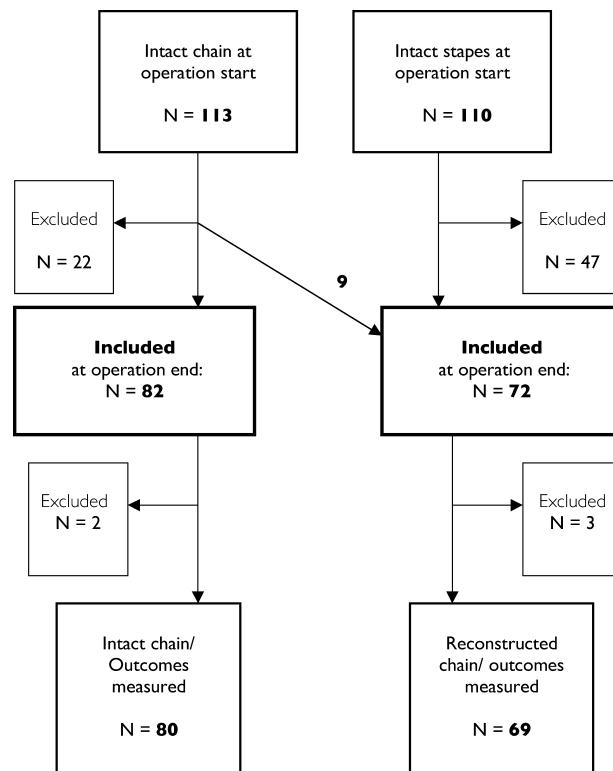 Intact chain at
operation start
N = 113
Intact stapes at
operation start
N = 110
Excluded
N = 22
Excluded
N = 47
9
Included
at operation end:
N = 82
Included
at operation end:
N = 72
Excluded
N = 2
Excluded
N = 3
Intact chain/
Outcomes
measured
N = 80
Reconstructed
chain/ outcomes
measured
N = 69